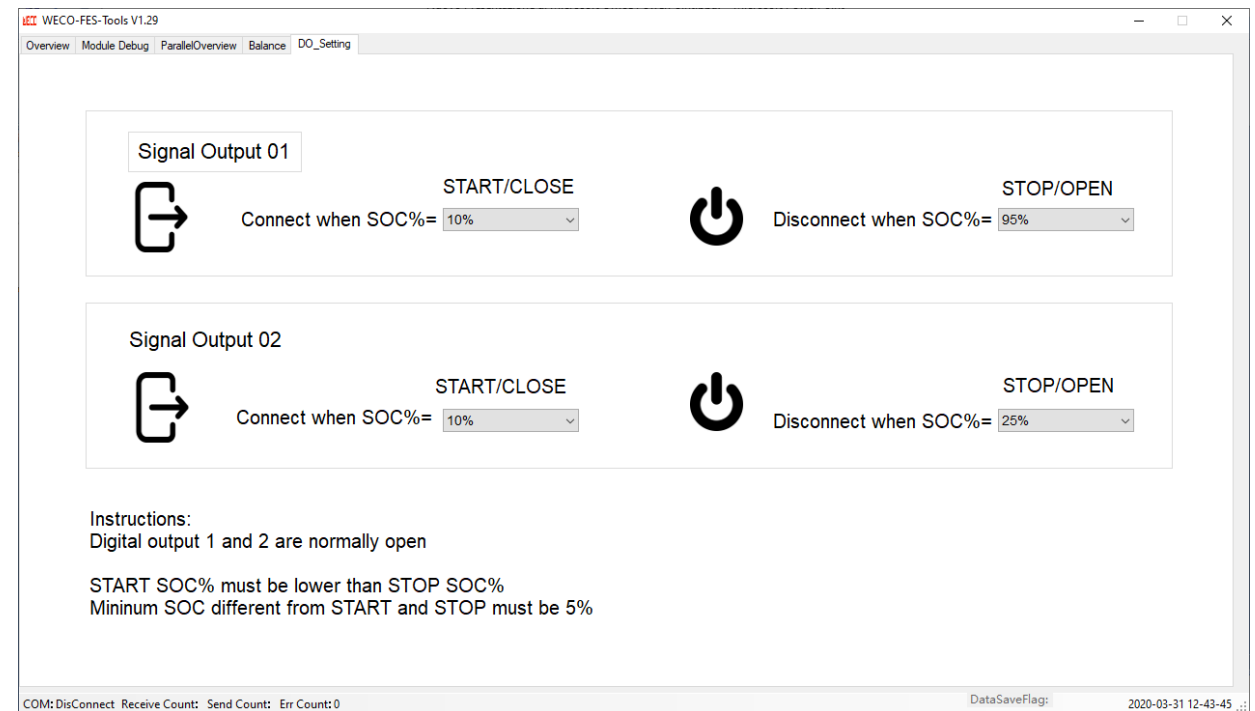 WECO WECO-FES-Tools V1.29
Overview Module Debug ParallelOverview Balance DO_Setting
Signal Output 01
START/CLOSE STOP/OPEN
Connect when SOC%= 10% Disconnect when SOC%= 95%
Signal Output 02
START/CLOSE STOP/OPEN
Connect when SOC%= 10% Disconnect when SOC%= 25%
Instructions:
Digital output 1 and 2 are normally open
START SOC% must be lower than STOP SOC%
Mininum SOC different from START and STOP must be 5%
COM: DisConnect Receive Count: Send Count: Err Count: 0 DataSaveFlag: 2020-03-31 12-43-45